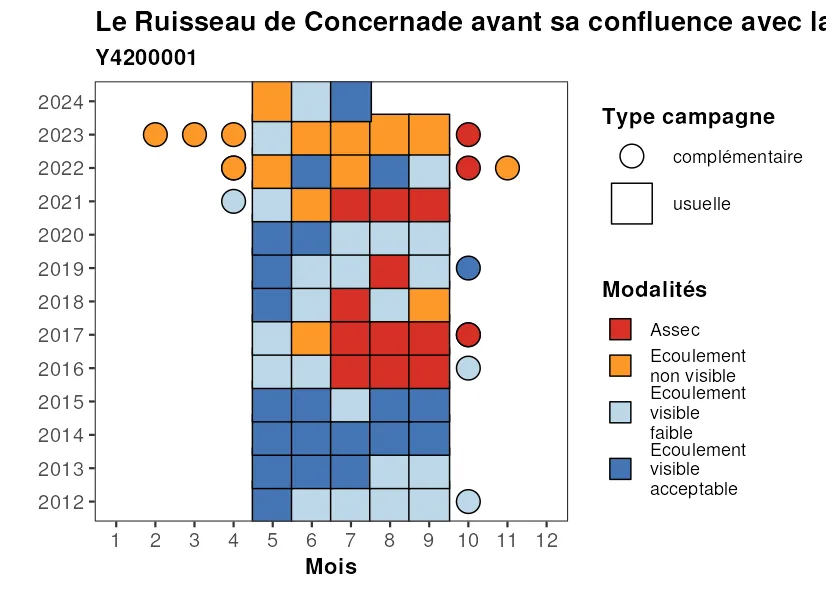 Le Ruisseau de Concernade avant sa confluence avec la
Y4200001
2024
2023
2022
2021
2020
2019
2018
2017
2016
2015
2014
2013
2012
1 2 3 4 5 6 7 8 9 10 11 12
Mois
Type campagne
complémentaire
usuelle
Modalités
Assec
Ecoulement
non visible
Ecoulement
visible
faible
Ecoulement
visible
acceptable